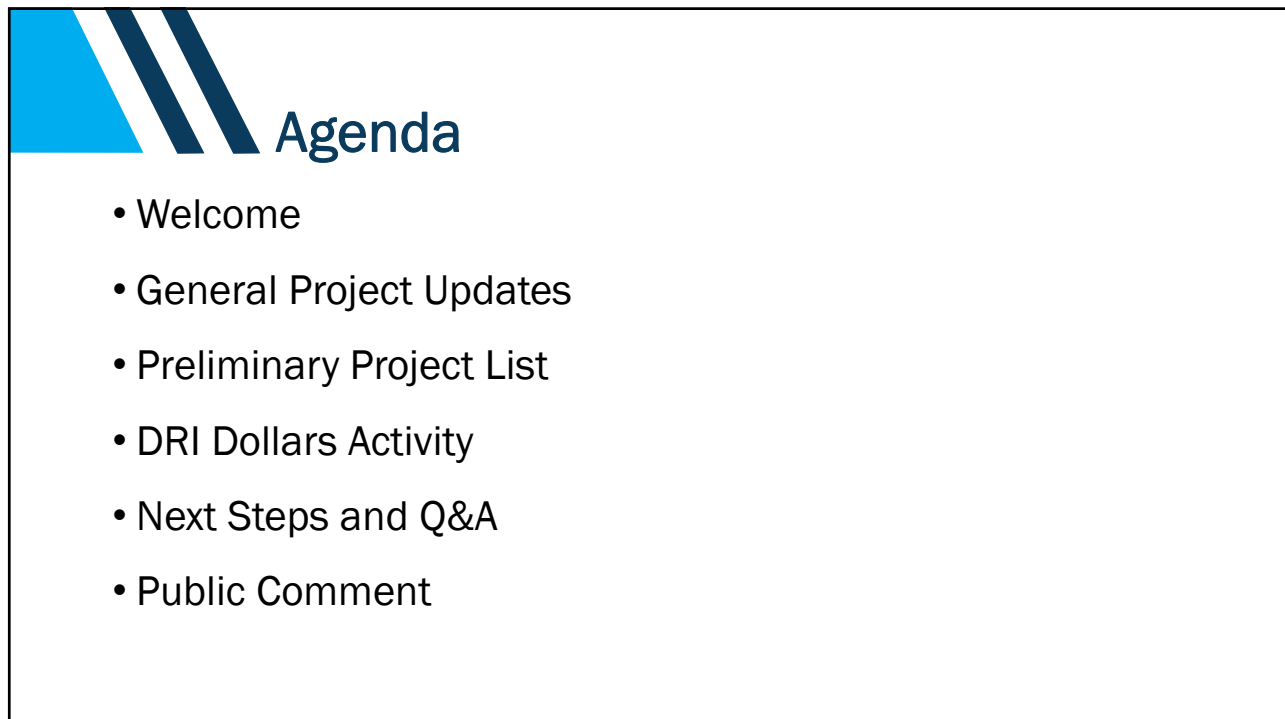 Agenda
• Welcome
• General Project Updates
• Preliminary Project List
• DRI Dollars Activity
• Next Steps and Q&A
• Public Comment